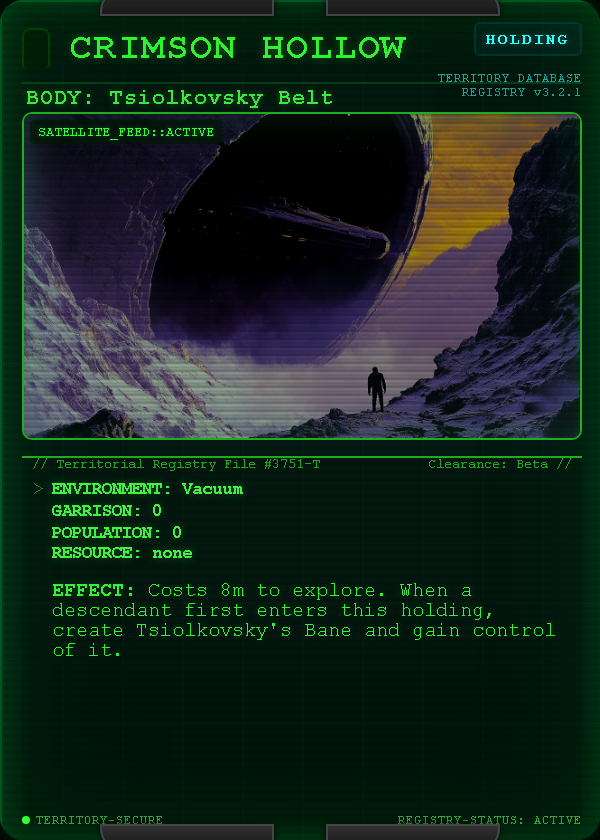 CRIMSON HOLLOW
HOLDING
TERRITORY DATABASE
REGISTRY v3.2.1
BODY: Tsiolkovsky Belt
SATELLITE_FEED::ACTIVE
// Territorial Registry File #3751-T
Clearance: Beta //
> ENVIRONMENT: Vacuum
GARRISON: 0
POPULATION: 0
RESOURCE: none
EFFECT: Costs 8m to explore. When a
descendant first enters this holding,
create Tsiolkovsky's Bane and gain control
of it.
TERRITORY-SECURE
REGISTRY-STATUS: ACTIVE